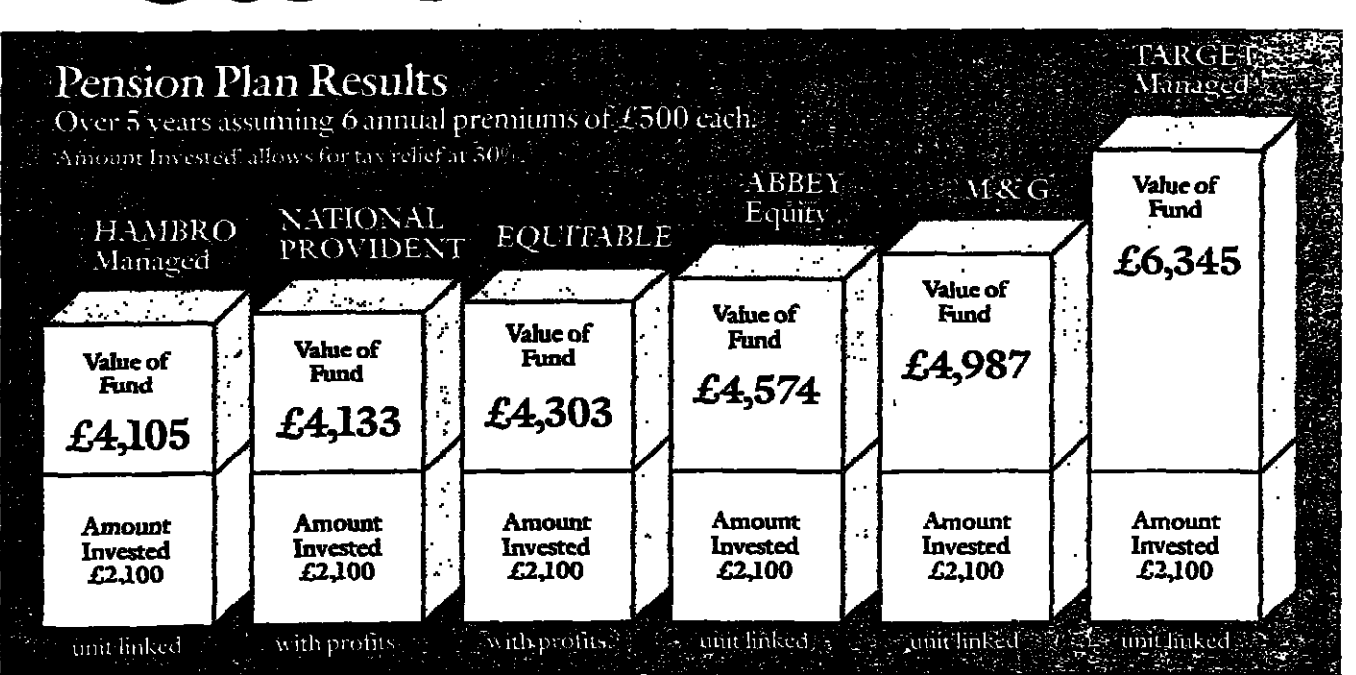 Pension Plan Results
Over 5 years assuming 6 annual premiums of £500 each.
'Amount Invested' allows for tax relief at 30%.
HAMBRO
Managed
Value of
Fund
£4,105
Amount
Invested
£2,100
unit linked
NATIONAL
PROVIDENT
Value of
Fund
£4,133
Amount
Invested
£2,100
with profits
EQUITABLE
Value of
Fund
£4,303
Amount
Invested
£2,100
with profits
ABBEY
Equity
Value of
Fund
£4,574
Amount
Invested
£2,100
unit linked
M & G
Value of
Fund
£4,987
Amount
Invested
£2,100
unit linked
TARGET
Managed
Value of
Fund
£6,345
Amount
Invested
£2,100
unit linked